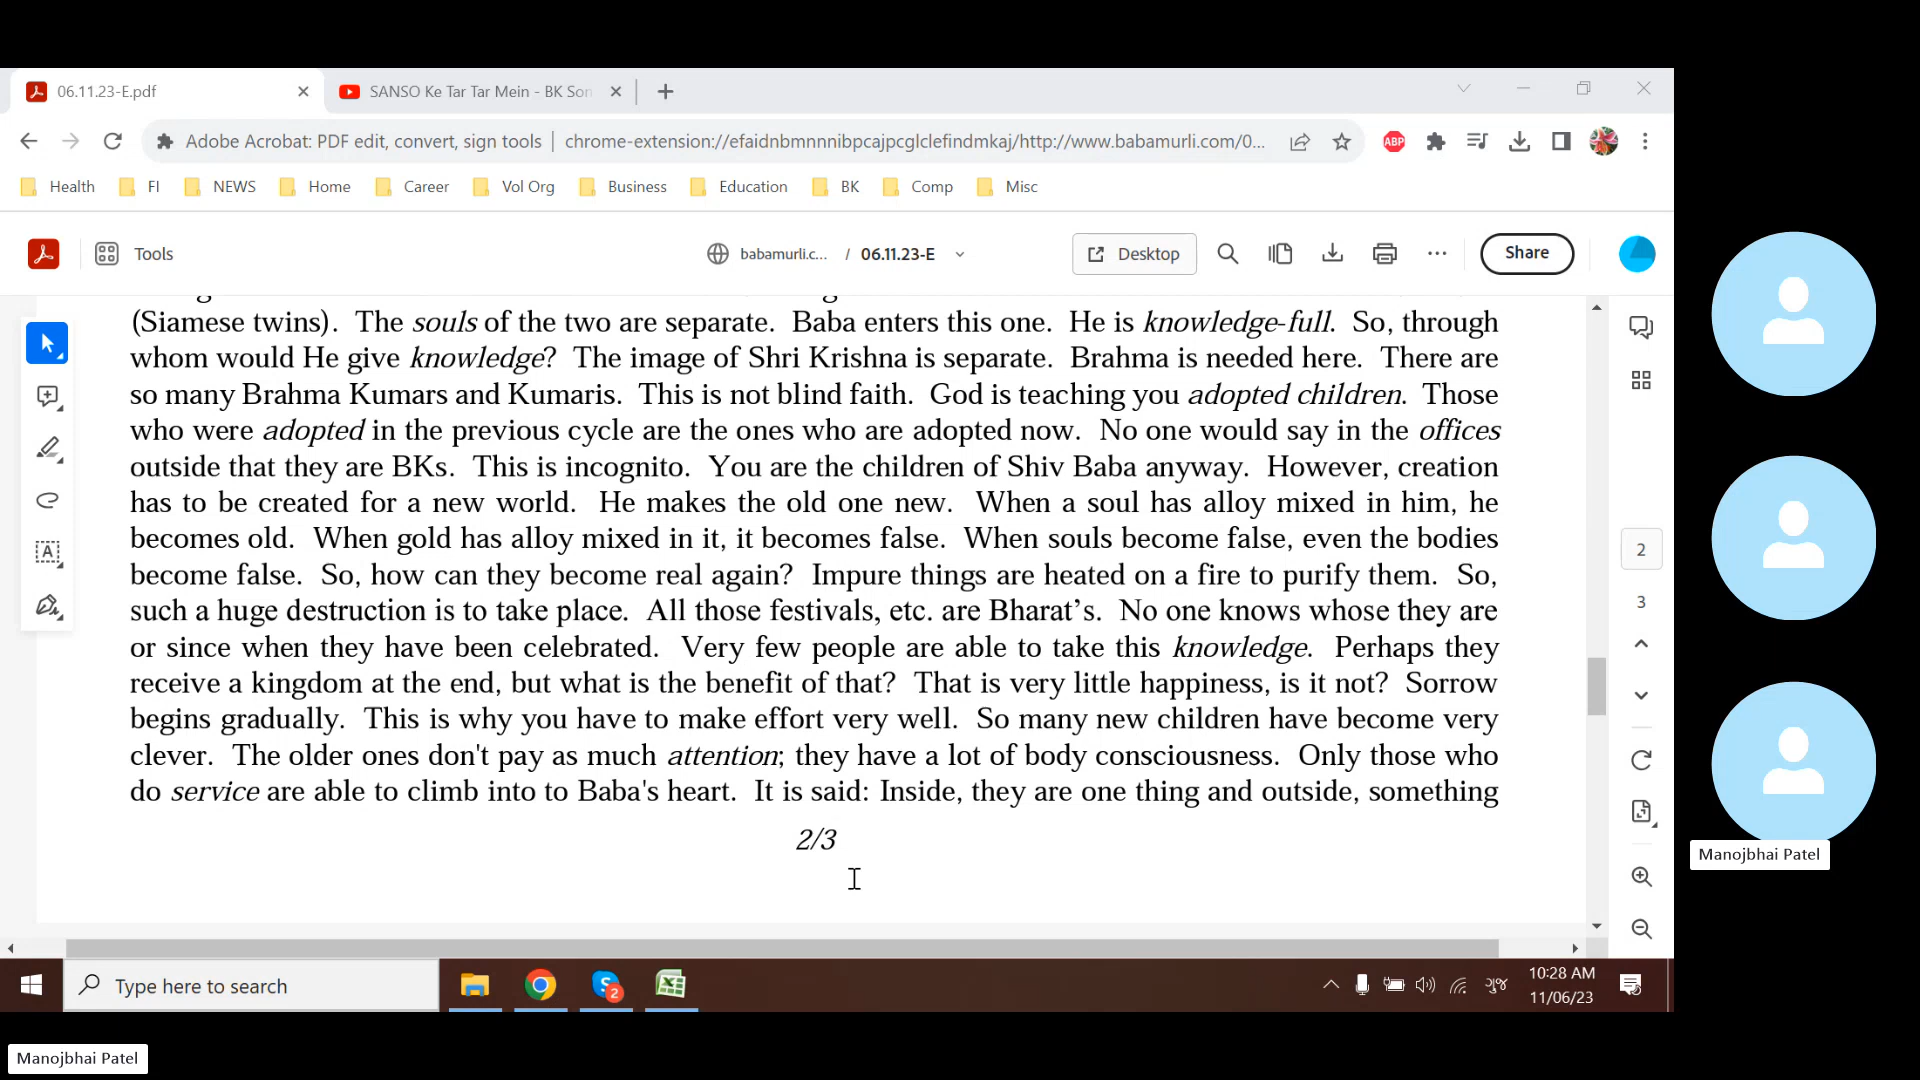 06.11.23-E.pdf
SANSO Ke Tar Tar Mein - BK Son
Adobe Acrobat: PDF edit, convert, sign tools | chrome-extension://efaidnbmnnnibpcajpcglclefindmkaj/http://www.babamurli.com/0...
ABP
Health FI NEWS Home Career Vol Org Business Education BK Comp Misc
Tools babamurli.c... / 06.11.23-E Desktop Share
(Siamese twins). The souls of the two are separate. Baba enters this one. He is knowledge-full. So, through
whom would He give knowledge? The image of Shri Krishna is separate. Brahma is needed here. There are
so many Brahma Kumars and Kumaris. This is not blind faith. God is teaching you adopted children. Those
who were adopted in the previous cycle are the ones who are adopted now. No one would say in the offices
outside that they are BKs. This is incognito. You are the children of Shiv Baba anyway. However, creation
has to be created for a new world. He makes the old one new. When a soul has alloy mixed in him, he
becomes old. When gold has alloy mixed in it, it becomes false. When souls become false, even the bodies
become false. So, how can they become real again? Impure things are heated on a fire to purify them. So,
such a huge destruction is to take place. All those festivals, etc. are Bharat’s. No one knows whose they are
or since when they have been celebrated. Very few people are able to take this knowledge. Perhaps they
receive a kingdom at the end, but what is the benefit of that? That is very little happiness, is it not? Sorrow
begins gradually. This is why you have to make effort very well. So many new children have become very
clever. The older ones don't pay as much attention; they have a lot of body consciousness. Only those who
do service are able to climb into to Baba's heart. It is said: Inside, they are one thing and outside, something
2/3
2
3
Type here to search
2
ગુજ
10:28 AM
11/06/23
Manojbhai Patel
Manojbhai Patel